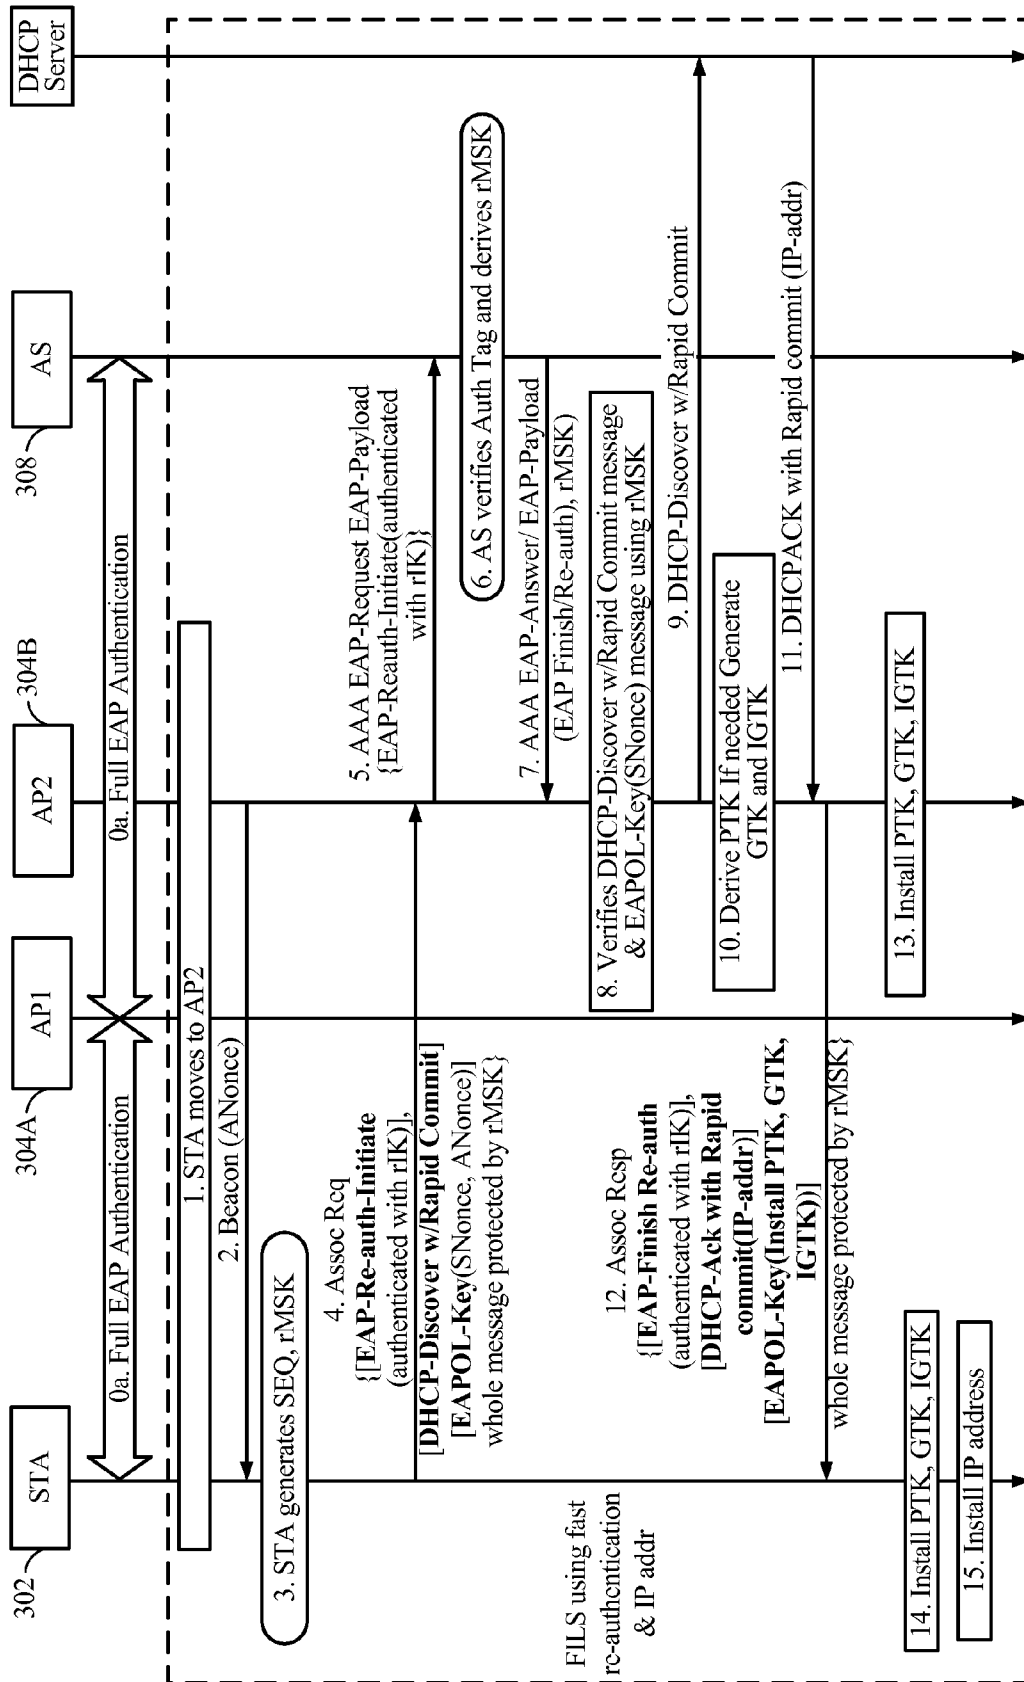 302
STA
304A
AP1
304B
AP2
308
AS
DHCP
Server
0a. Full EAP Authentication
0a. Full EAP Authentication
1. STA moves to AP2
2. Beacon (ANonce)
3. STA generates SEQ, rMSK
4. Assoc Req
{[EAP-Re-auth-Initiate
(authenticated with rIK)],
[DHCP-Discover w/Rapid Commit]
[EAPOL-Key(SNonce, ANonce)]
whole message protected by rMSK}
5. AAA EAP-Request EAP-Payload
{EAP-Reauth-Initiate(authenticated
with rIK)}
6. AS verifies Auth Tag and derives rMSK
7. AAA EAP-Answer/ EAP-Payload
(EAP Finish/Re-auth), rMSK)
8. Verifies DHCP-Discover w/Rapid Commit message
& EAPOL-Key(SNonce) message using rMSK
9. DHCP-Discover w/Rapid Commit
10. Derive PTK If needed Generate
GTK and IGTK
11. DHCPACK with Rapid commit (IP-addr)
12. Assoc Resp
{[EAP-Finish Re-auth
(authenticated with rIK)],
[DHCP-Ack with Rapid
commit(IP-addr)]
[EAPOL-Key(Install PTK, GTK,
IGTK))]
whole message protected by rMSK}
FILS using fast
re-authentication
& IP addr
13. Install PTK, GTK, IGTK
14. Install PTK, GTK, IGTK
15. Install IP address